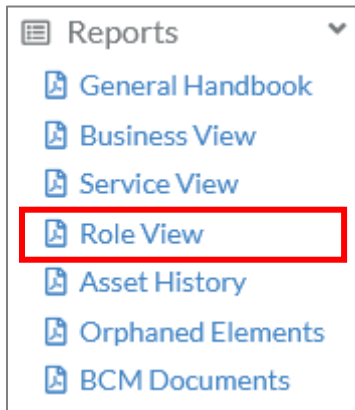 Reports
General Handbook
Business View
Service View
Role View
Asset History
Orphaned Elements
BCM Documents